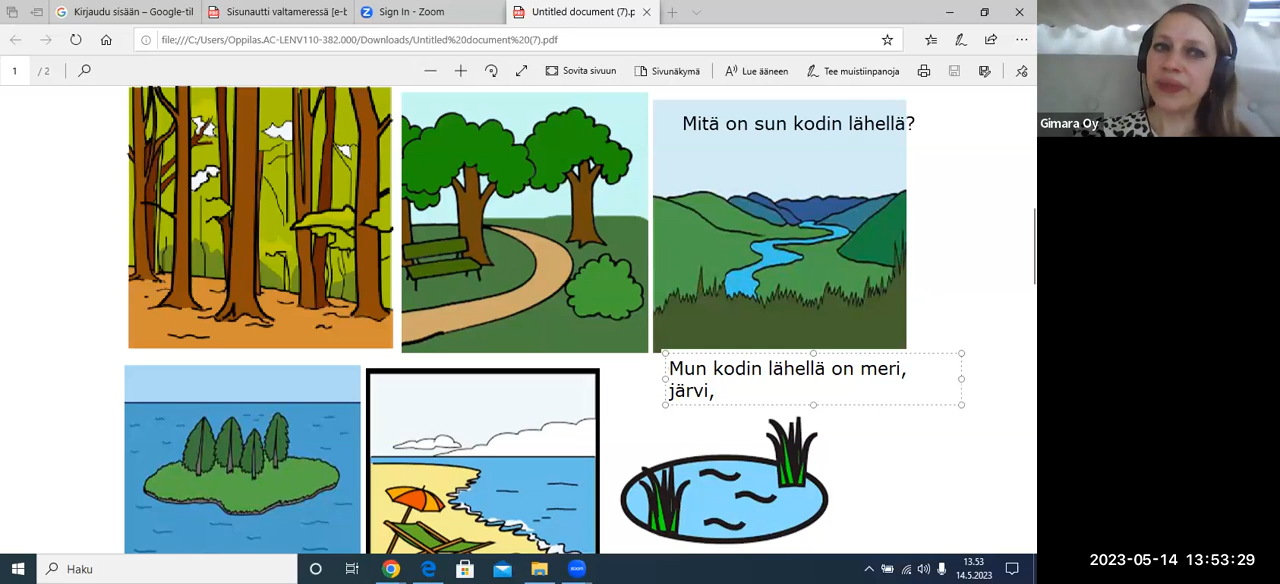 Kirjaudu sisään – Google-til
Sisunautti valtameressä [e-b
Sign In - Zoom
Untitled document (7).p
file:///C:/Users/Oppilas.AC-LENV110-382.000/Downloads/Untitled%20document%20(7).pdf
1 / 2
Sovita sivuun
Sivunäkymä
Lue ääneen
Tee muistiinpanoja
Gimara Oy
Mitä on sun kodin lähellä?
Mun kodin lähellä on meri,
järvi,
Haku
zoom
13.53
14.5.2023
2023-05-14 13:53:29